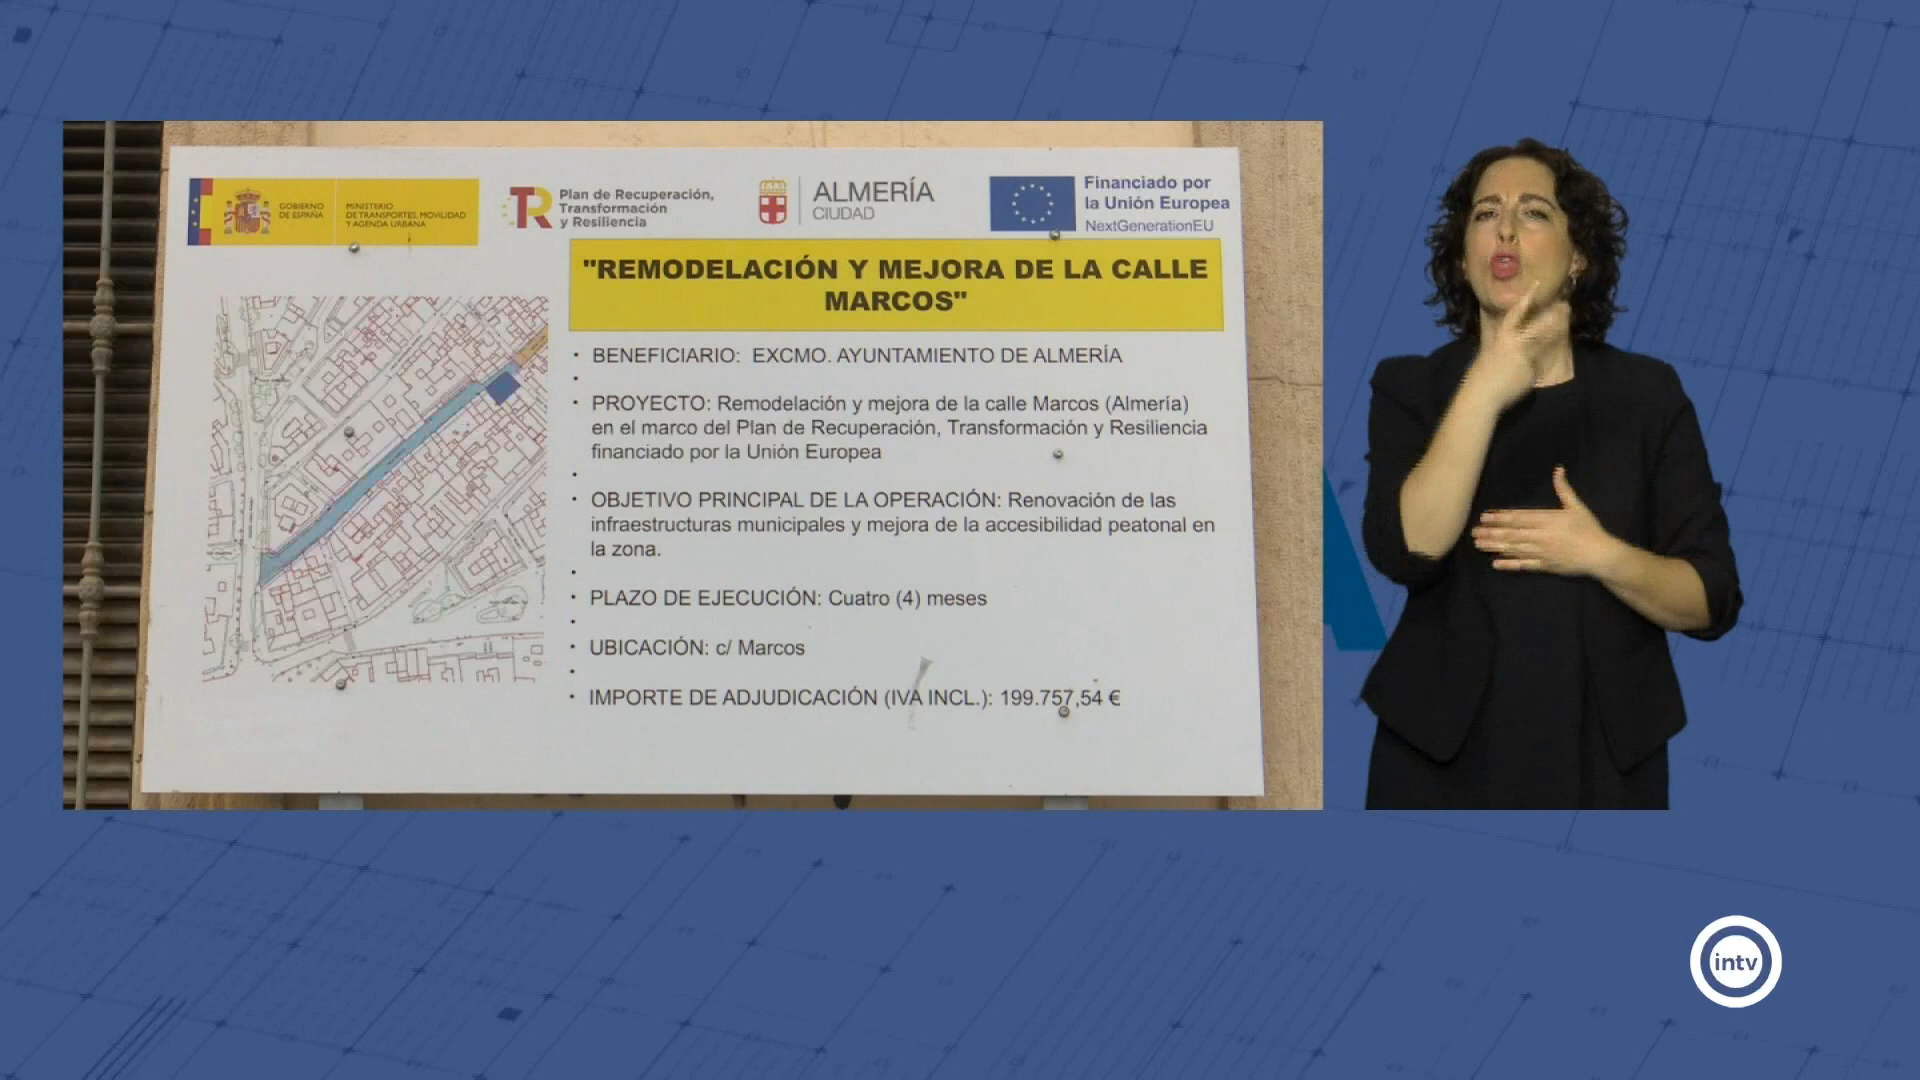 GOBIERNO
DE ESPAÑA
MINISTERIO
DE TRANSPORTES, MOVILIDAD
Y AGENDA URBANA
TR
Plan de Recuperación,
Transformación
y Resiliencia
ALMERÍA
CIUDAD
Financiado por
la Unión Europea
NextGenerationEU
"REMODELACIÓN Y MEJORA DE LA CALLE
MARCOS"
• BENEFICIARIO: EXCMO. AYUNTAMIENTO DE ALMERÍA
•
• PROYECTO: Remodelación y mejora de la calle Marcos (Almería)
en el marco del Plan de Recuperación, Transformación y Resiliencia
financiado por la Unión Europea
•
• OBJETIVO PRINCIPAL DE LA OPERACIÓN: Renovación de las
infraestructuras municipales y mejora de la accesibilidad peatonal en
la zona.
•
• PLAZO DE EJECUCIÓN: Cuatro (4) meses
•
• UBICACIÓN: c/ Marcos
•
• IMPORTE DE ADJUDICACIÓN (IVA INCL.): 199.757,54 €
intv